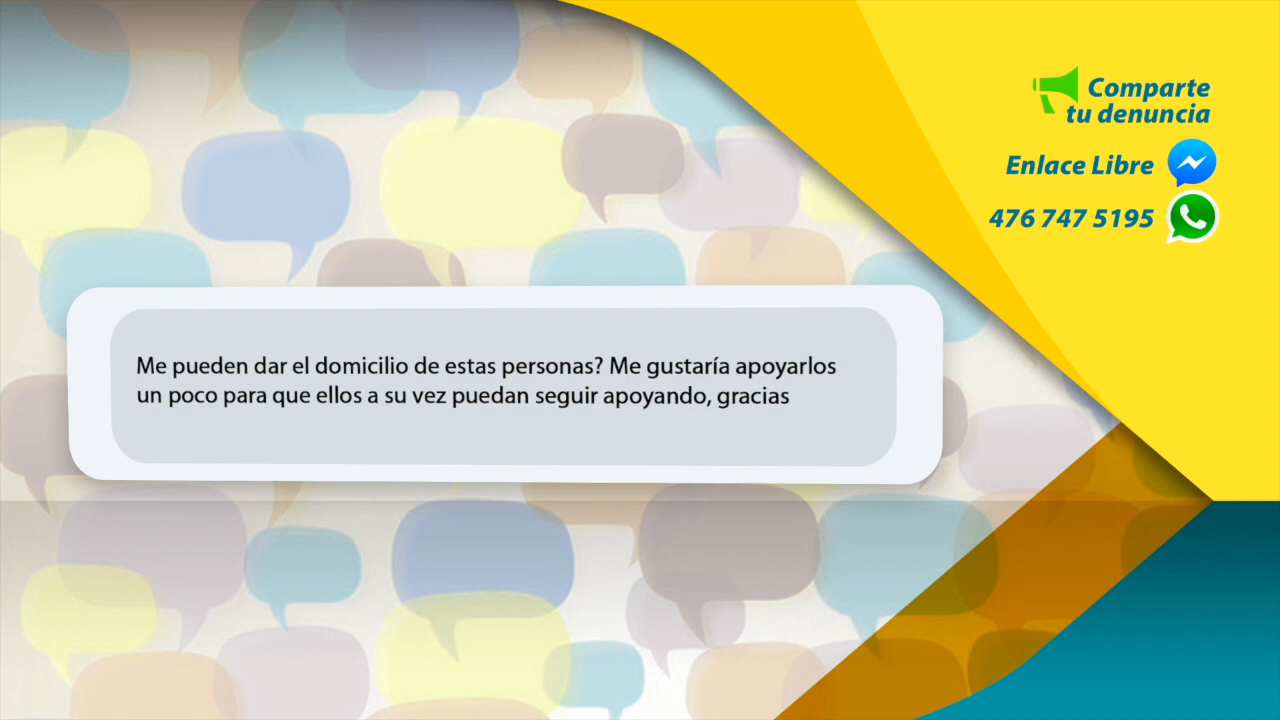 Comparte
tu denuncia
Enlace Libre
476 747 5195
Me pueden dar el domicilio de estas personas? Me gustaría apoyarlos
un poco para que ellos a su vez puedan seguir apoyando, gracias